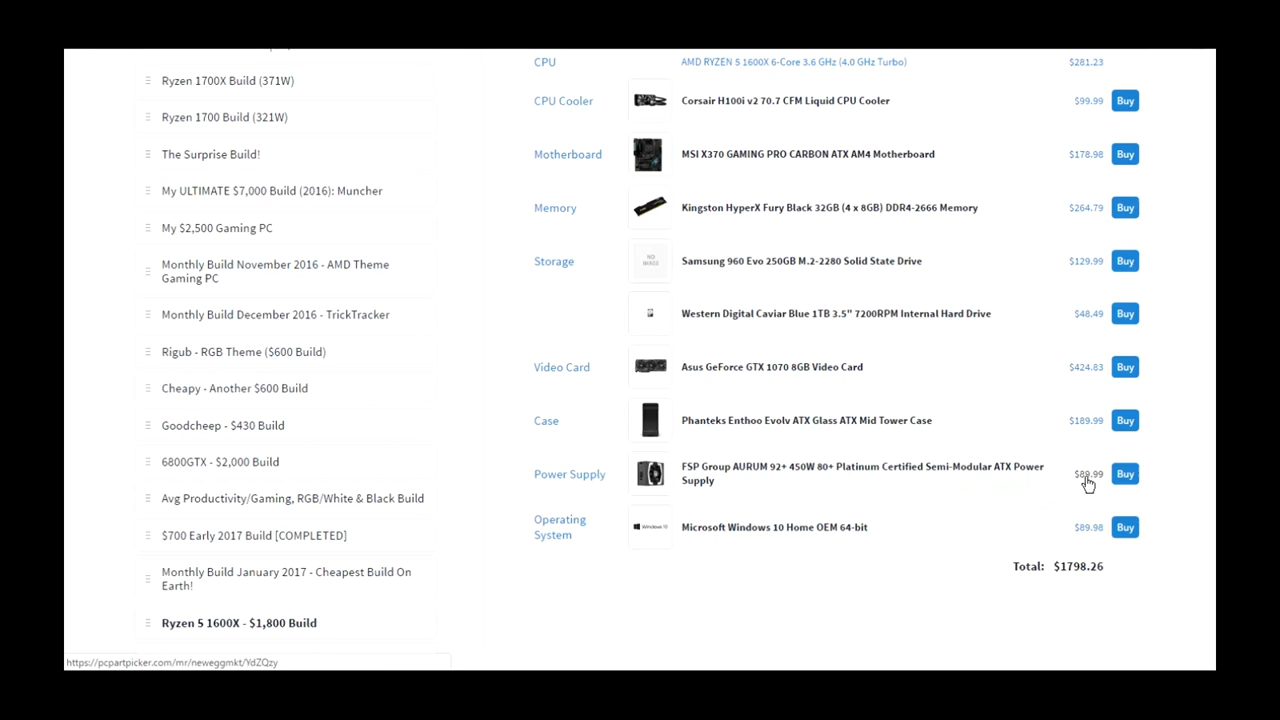 Ryzen 1700X Build (371W)
Ryzen 1700 Build (321W)
The Surprise Build!
My ULTIMATE $7,000 Build (2016): Muncher
My $2,500 Gaming PC
Monthly Build November 2016 - AMD Theme
Gaming PC
Monthly Build December 2016 - TrickTracker
Rigub - RGB Theme ($600 Build)
Cheapy - Another $600 Build
Goodcheep - $430 Build
6800GTX - $2,000 Build
Avg Productivity/Gaming, RGB/White & Black Build
$700 Early 2017 Build [COMPLETED]
Monthly Build January 2017 - Cheapest Build On
Earth!
Ryzen 5 1600X - $1,800 Build
CPU AMD RYZEN 5 1600X 6-Core 3.6 GHz (4.0 GHz Turbo) $281.23
CPU Cooler Corsair H100i v2 70.7 CFM Liquid CPU Cooler $99.99 Buy
Motherboard MSI X370 GAMING PRO CARBON ATX AM4 Motherboard $178.98 Buy
Memory Kingston HyperX Fury Black 32GB (4 x 8GB) DDR4-2666 Memory $264.79 Buy
Storage NO IMAGE Samsung 960 Evo 250GB M.2-2280 Solid State Drive $129.99 Buy
Western Digital Caviar Blue 1TB 3.5" 7200RPM Internal Hard Drive $48.49 Buy
Video Card Asus GeForce GTX 1070 8GB Video Card $424.83 Buy
Case Phanteks Enthoo Evolv ATX Glass ATX Mid Tower Case $189.99 Buy
Power Supply FSP Group AURUM 92+ 450W 80+ Platinum Certified Semi-Modular ATX Power
Supply $89.99 Buy
Operating
System Windows 10 Microsoft Windows 10 Home OEM 64-bit $89.98 Buy
Total: $1798.26
https://pcpartpicker.com/mr/neweggmkt/YdZQzy